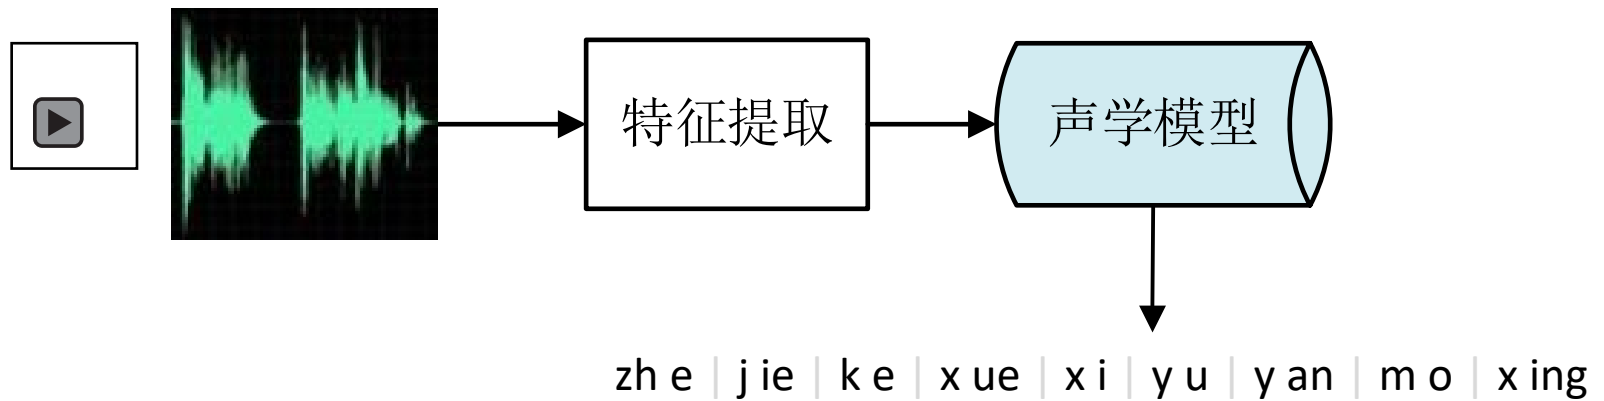 特征提取
声学模型
zh e | j ie | k e | x ue | x i | y u | y an | m o | x ing